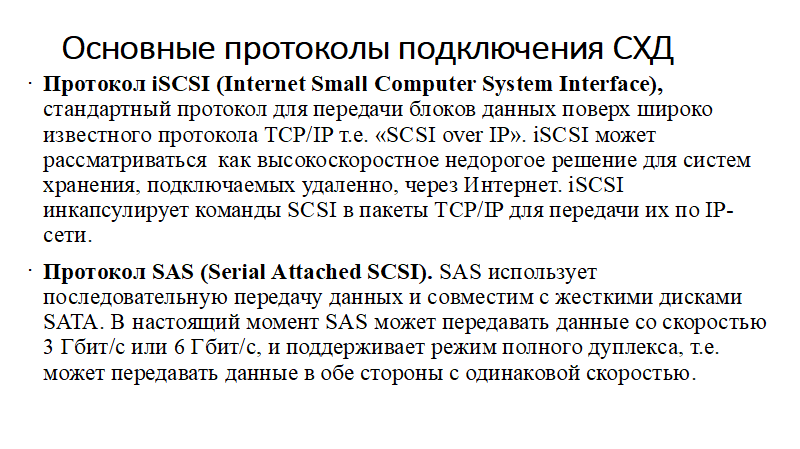 Основные протоколы подключения СХД
· Протокол iSCSI (Internet Small Computer System Interface),
стандартный протокол для передачи блоков данных поверх широко
известного протокола TCP/IP т.е. «SCSI over IP». iSCSI может
рассматриваться как высокоскоростное недорогое решение для систем
хранения, подключаемых удаленно, через Интернет. iSCSI
инкапсулирует команды SCSI в пакеты TCP/IP для передачи их по IP-
сети.
· Протокол SAS (Serial Attached SCSI). SAS использует
последовательную передачу данных и совместим с жесткими дисками
SATA. В настоящий момент SAS может передавать данные со скоростью
3 Гбит/с или 6 Гбит/с, и поддерживает режим полного дуплекса, т.е.
может передавать данные в обе стороны с одинаковой скоростью.